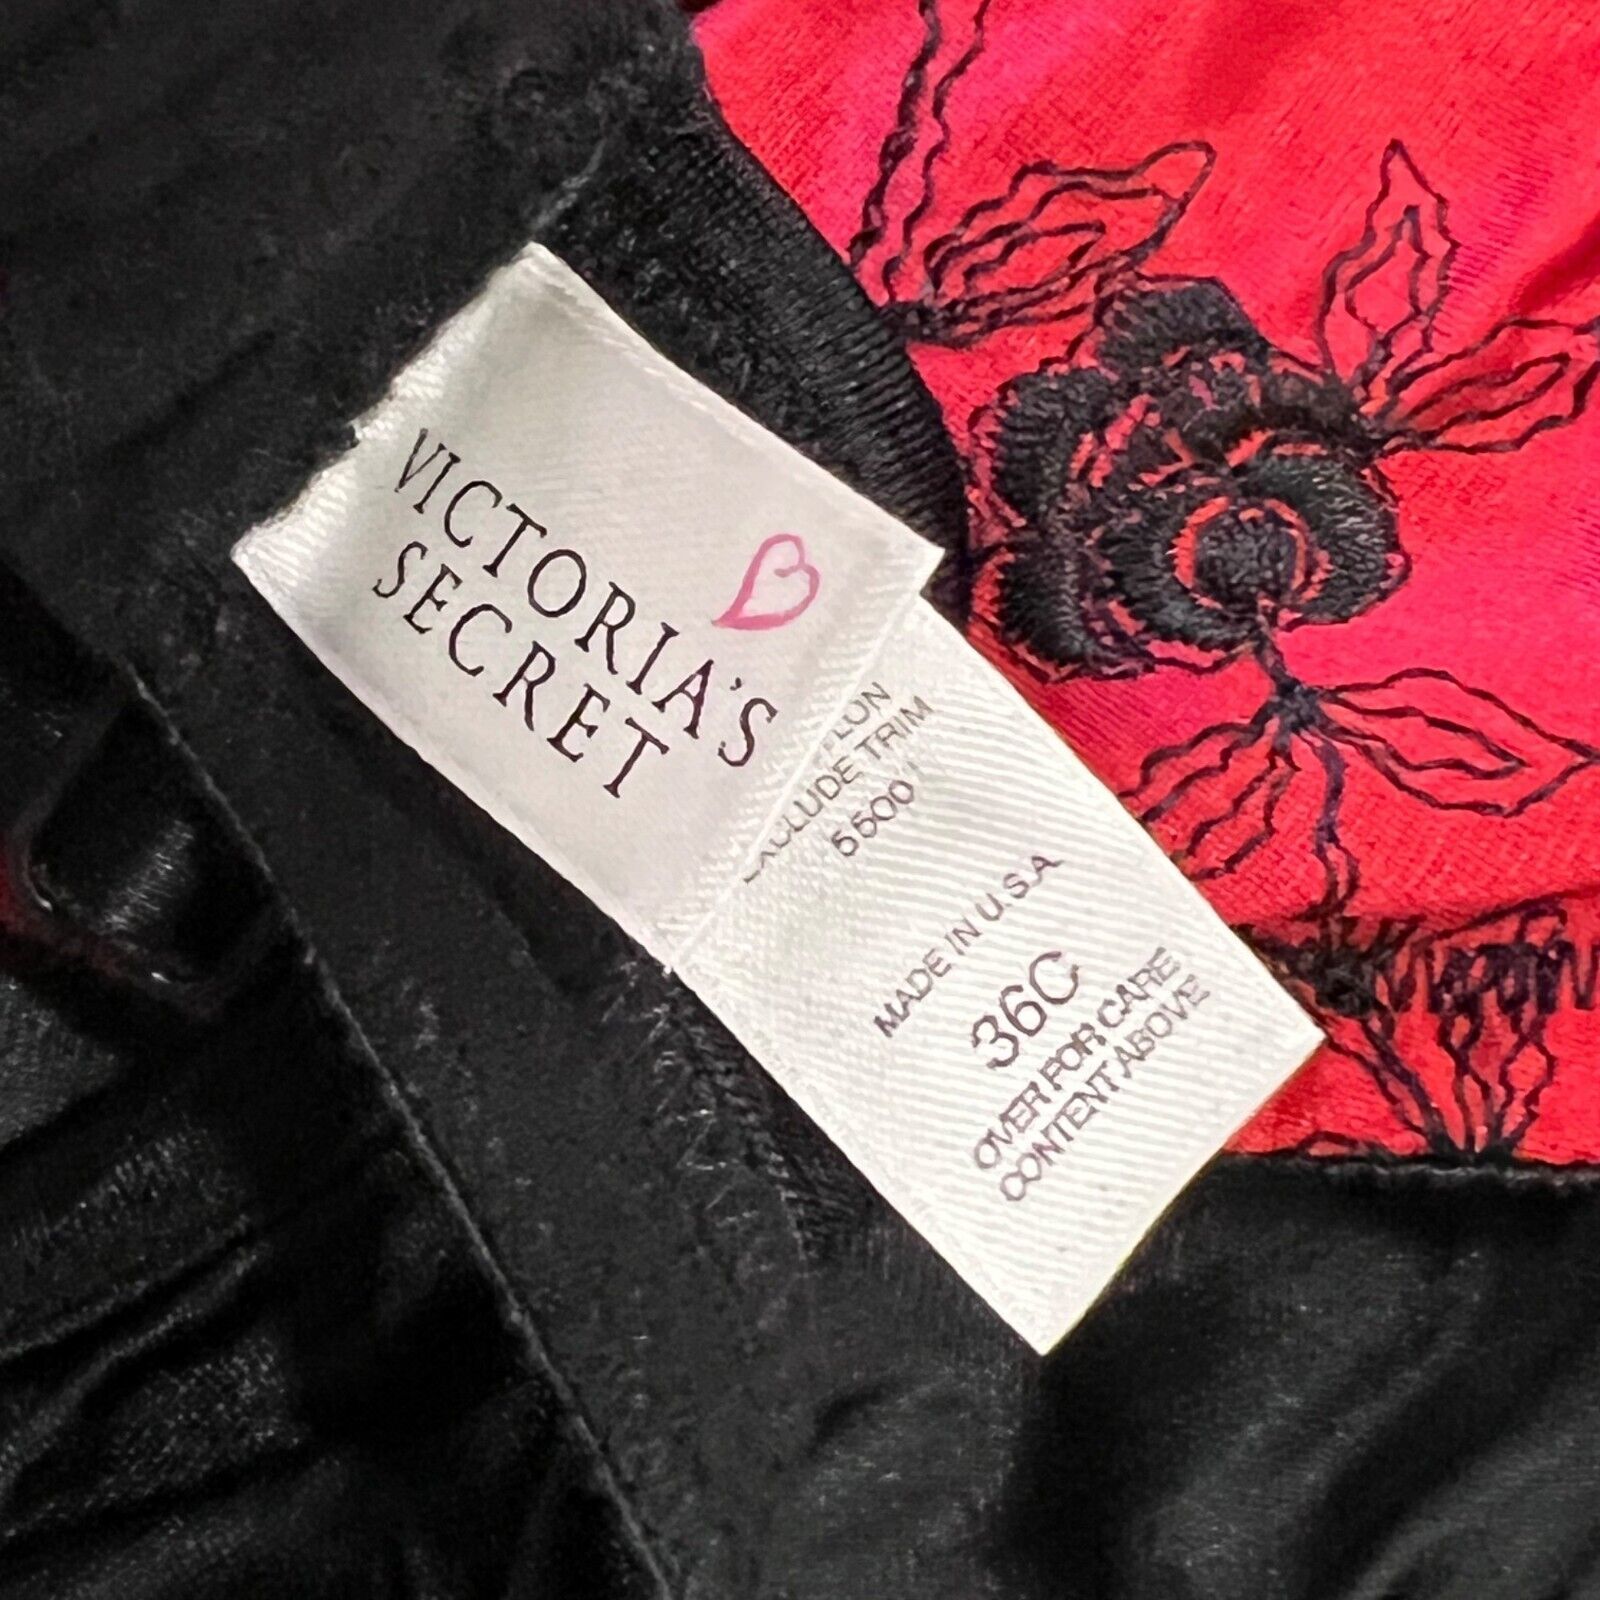 VICTORIA'S
SECRET
EXCLUDE TRIM
5500
MADE IN U.S.A
36C
OVER FOR CARE
CONTENT ABOVE